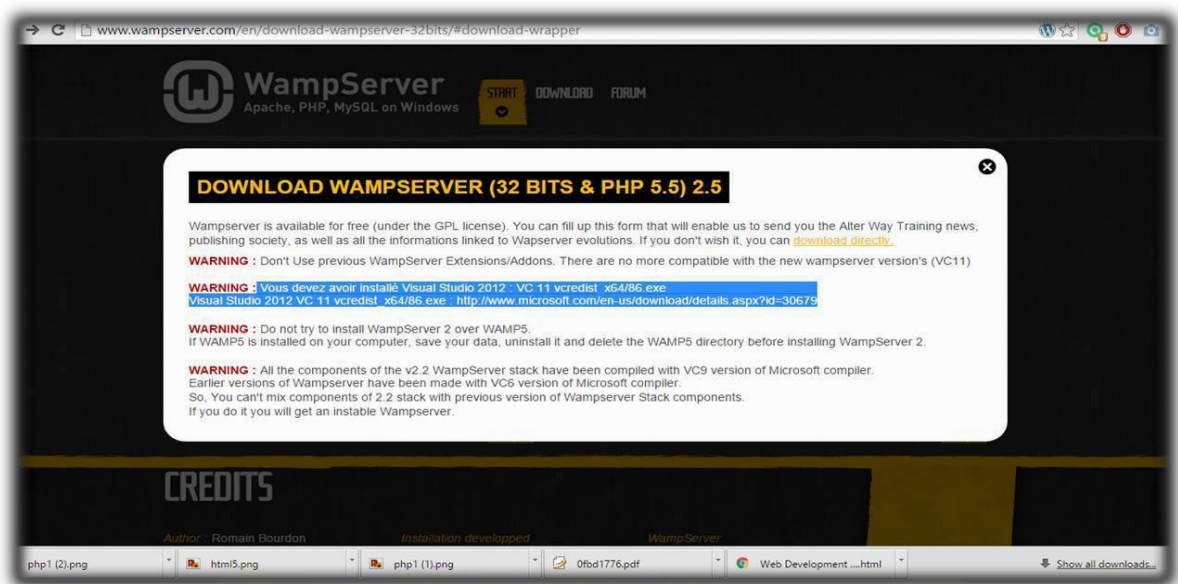 www.wampserver.com/en/download-wampserver-32bits/#download-wrapper
WampServer
Apache, PHP, MySQL on Windows
START DOWNLOAD FORUM
DOWNLOAD WAMPSERVER (32 BITS & PHP 5.5) 2.5
Wampserver is available for free (under the GPL license). You can fill up this form that will enable us to send you the Alter Way Training news,
publishing society, as well as all the informations linked to Wapserver evolutions. If you don't wish it, you can download directly.
WARNING : Don't Use previous WampServer Extensions/Addons. There are no more compatible with the new wampserver version's (VC11)
WARNING : Vous devez avoir installé Visual Studio 2012 : VC 11 vcredist_x64/86.exe
Visual Studio 2012 VC 11 vcredist_x64/86.exe : http://www.microsoft.com/en-us/download/details.aspx?id=30679
WARNING : Do not try to install WampServer 2 over WAMP5.
If WAMP5 is installed on your computer, save your data, uninstall it and delete the WAMP5 directory before installing WampServer 2.
WARNING : All the components of the v2.2 WampServer stack have been compiled with VC9 version of Microsoft compiler.
Earlier versions of Wampserver have been made with VC6 version of Microsoft compiler.
So, You can't mix components of 2.2 stack with previous version of Wampserver Stack components.
If you do it you will get an instable Wampserver.
CREDITS
Author : Romain Bourdon Installation developped WampServer
php1 (2).png html5.png php1 (1).png 0fbd1776.pdf Web Development ....html Show all downloads...